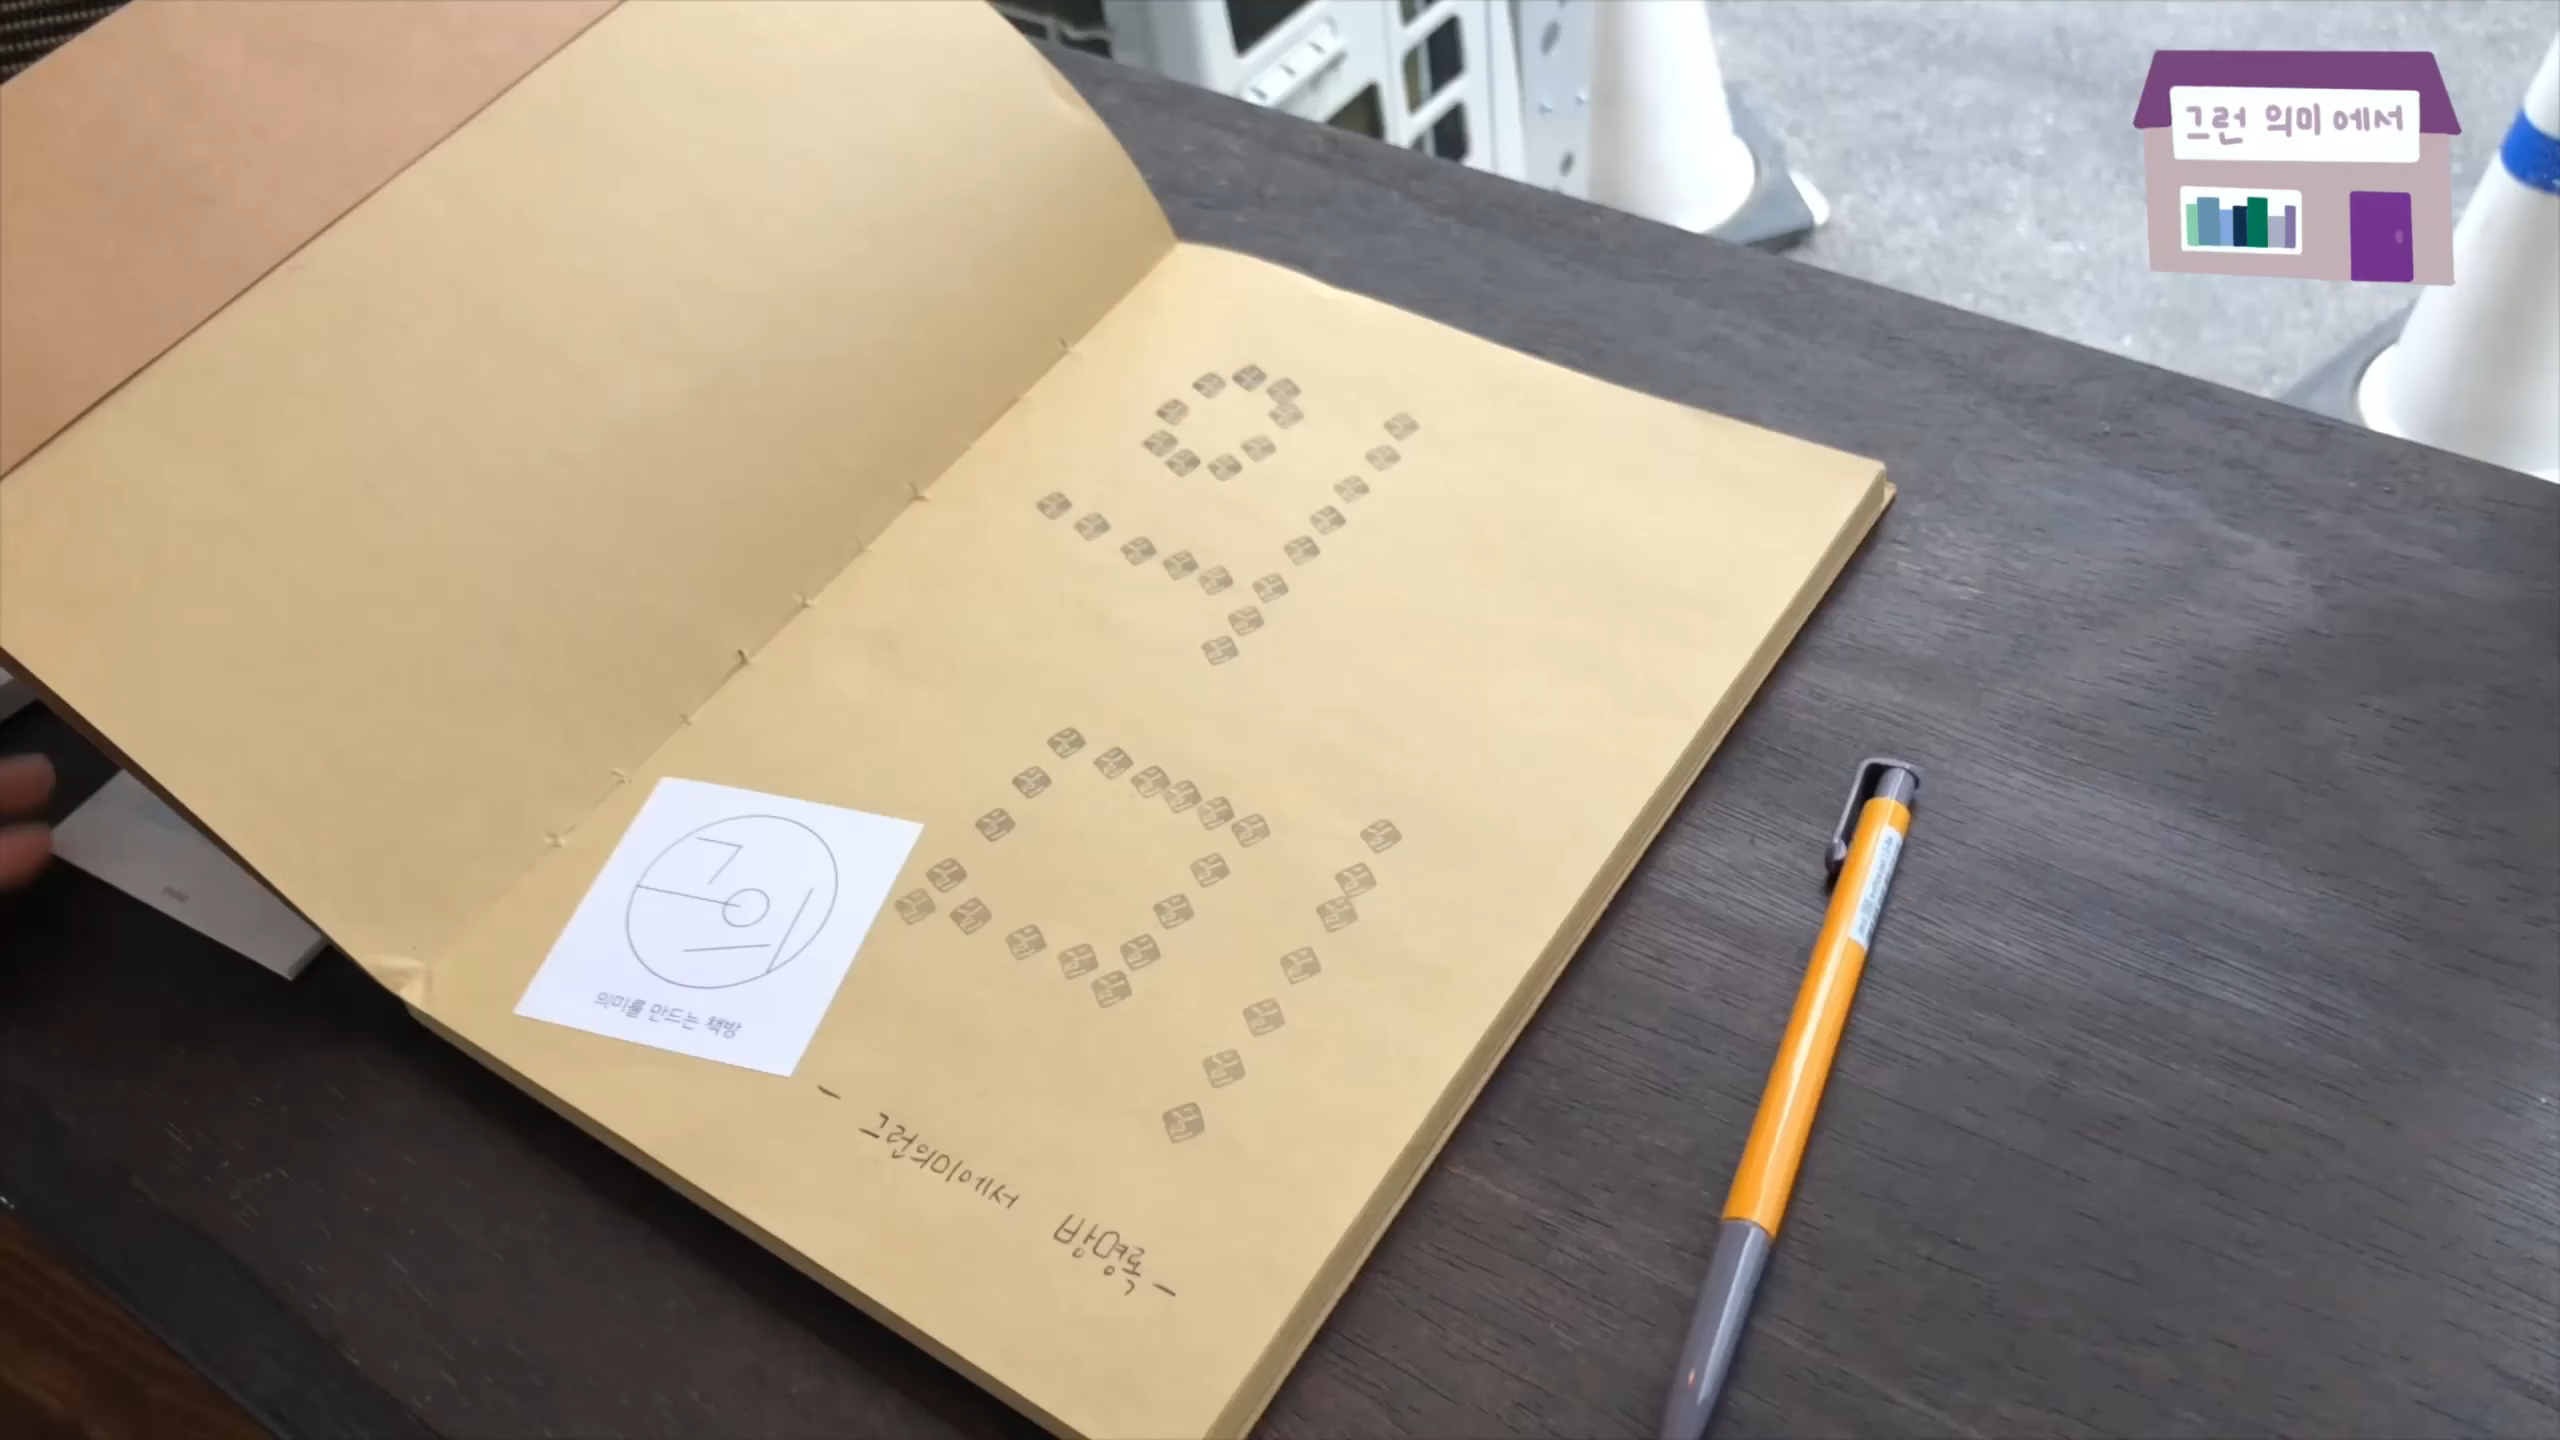 그런 의미에서
의미
의미를 만드는 책방
- 그런의미에서 방명록 -